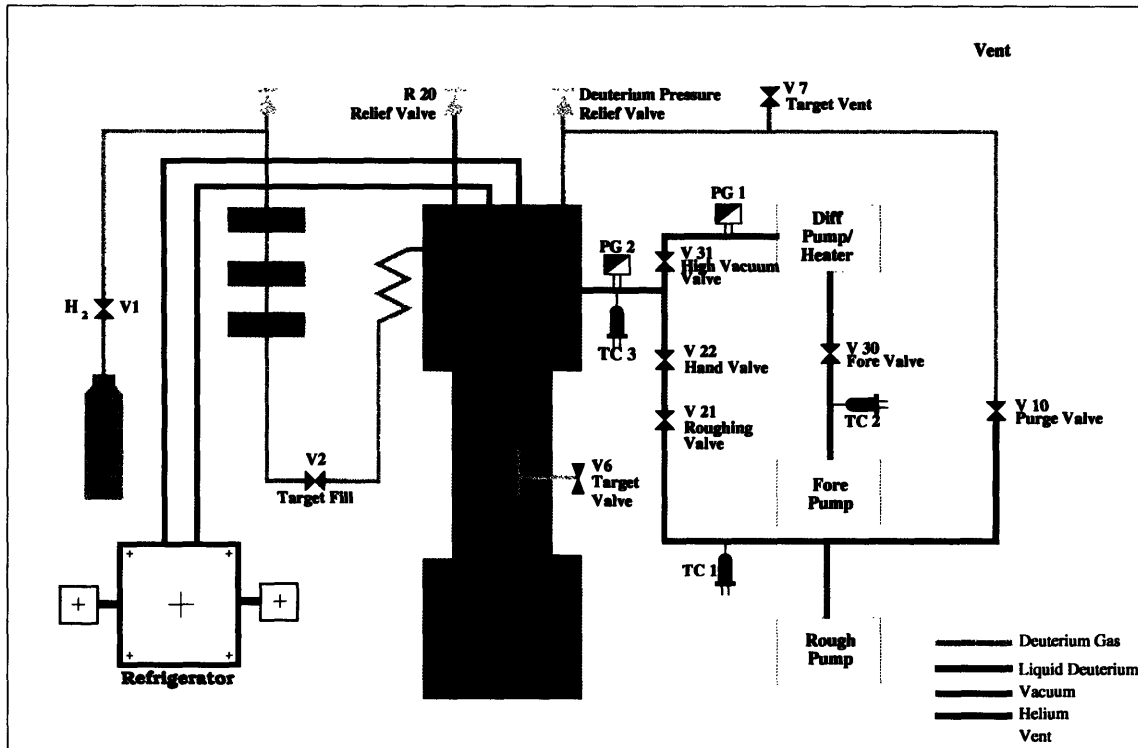 Vent
R 20
Relief Valve
Deuterium Pressure
Relief Valve
V 7
Target Vent
PG 1
Diff
Pump/
Heater
PG 2
V 31
High Vacuum
Valve
H 2
V1
TC 3
V 22
Hand Valve
V 30
Fore Valve
V 21
Roughing
Valve
TC 2
V 10
Purge Valve
V2
Target Fill
V6
Target
Valve
Fore
Pump
TC 1
Rough
Pump
Refrigerator
Deuterium Gas
Liquid Deuterium
Vacuum
Helium
Vent